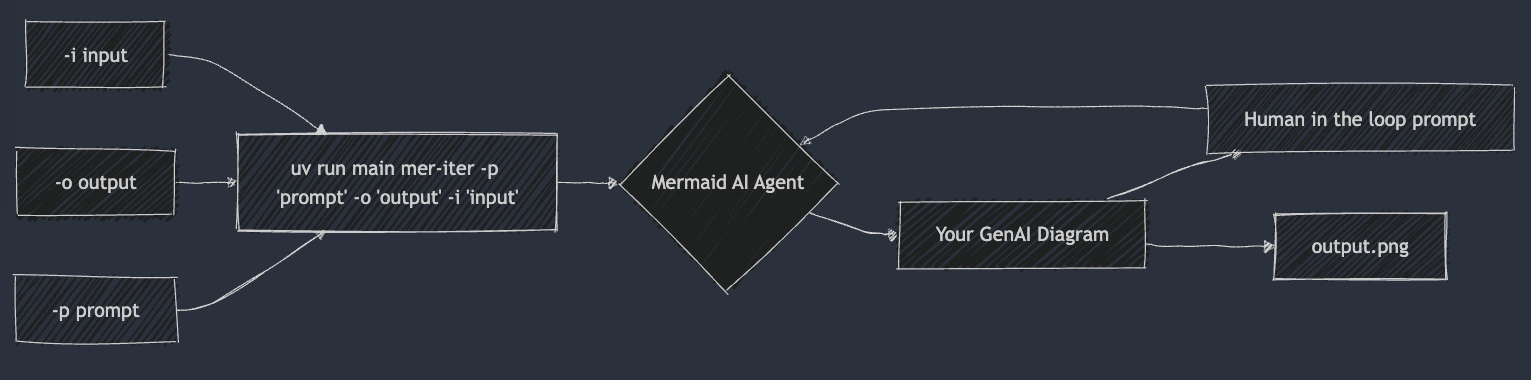 -i input
-o output
-p prompt
uv run main mer-iter -p
'prompt' -o 'output' -i 'input'
Mermaid AI Agent
Your GenAI Diagram
Human in the loop prompt
output.png